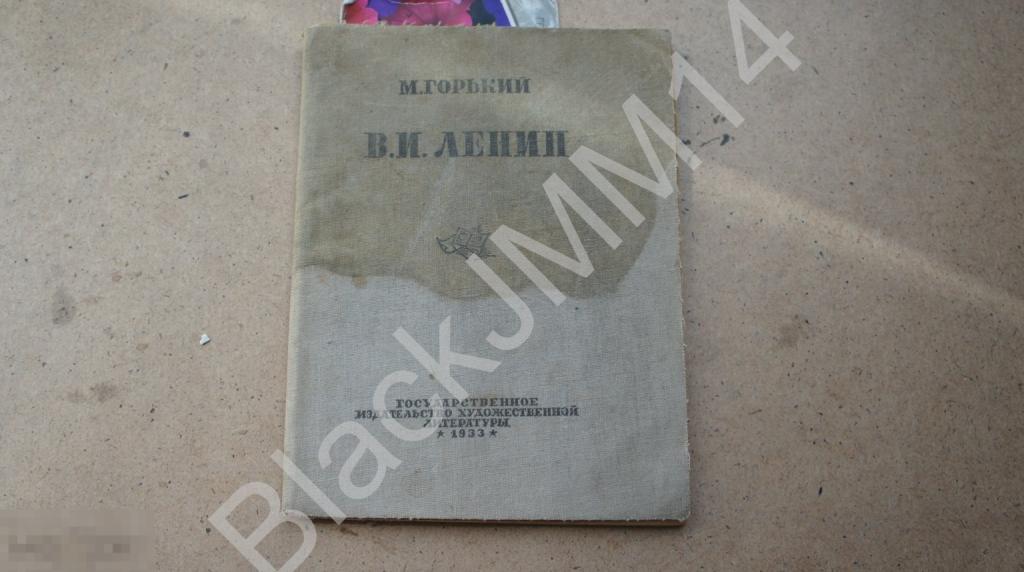 М.ГОРЬКИЙ
В.И. ЛЕНИН
ГОСУДАРСТВЕННОЕ
ИЗДАТЕЛЬСТВО ХУДОЖЕСТВЕННОЙ
ЛИТЕРАТУРЫ
★ 1933 ★
BlackJMM14